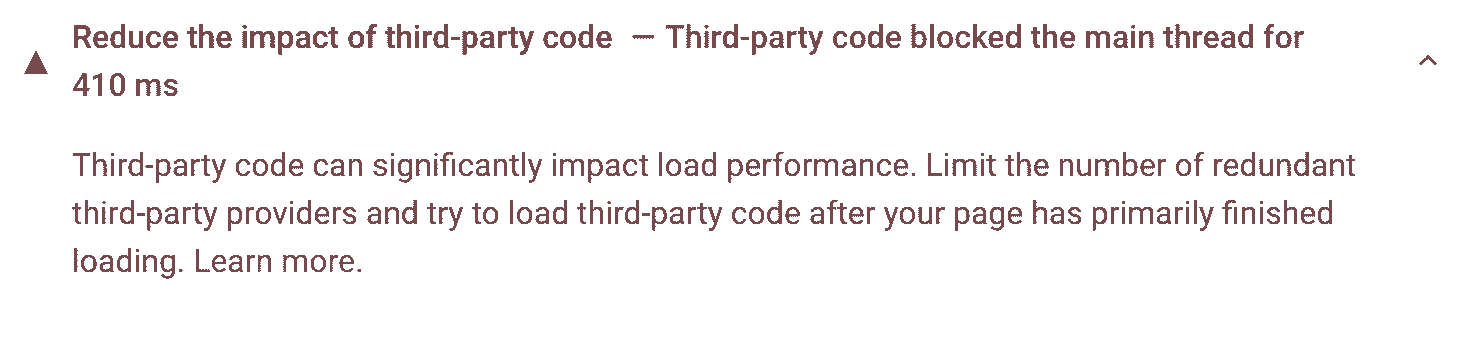 Reduce the impact of third-party code — Third-party code blocked the main thread for
410 ms
Third-party code can significantly impact load performance. Limit the number of redundant
third-party providers and try to load third-party code after your page has primarily finished
loading. Learn more.